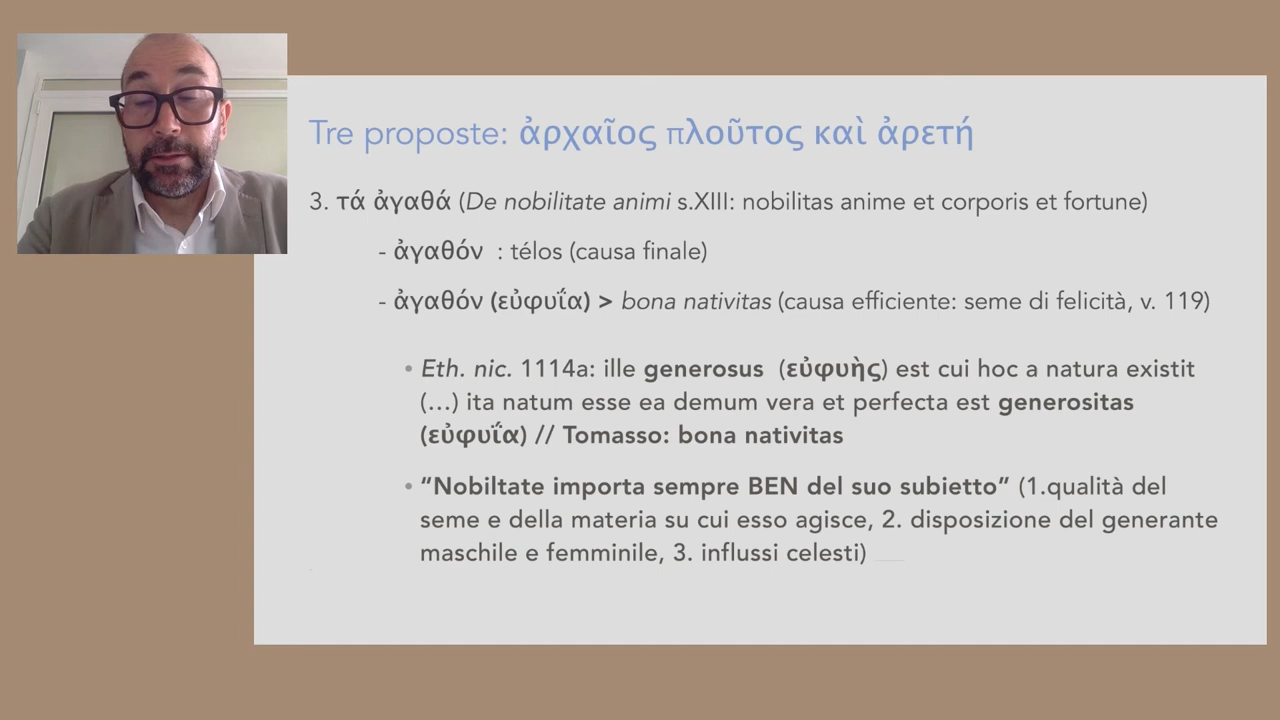 Tre proposte: ἀρχαῖος πλοῦτος καὶ ἀρετή
3. τά ἀγαθά (De nobilitate animi s.XIII: nobilitas anime et corporis et fortune)
- ἀγαθόν : télos (causa finale)
- ἀγαθόν (εὐφυΐα) > bona nativitas (causa efficiente: seme di felicità, v. 119)
• Eth. nic. 1114a: ille generosus (εὐφυὴς) est cui hoc a natura existit
(…) ita natum esse ea demum vera et perfecta est generositas
(εὐφυΐα) // Tomasso: bona nativitas
• “Nobiltate importa sempre BEN del suo subietto” (1.qualità del
seme e della materia su cui esso agisce, 2. disposizione del generante
maschile e femminile, 3. influssi celesti)